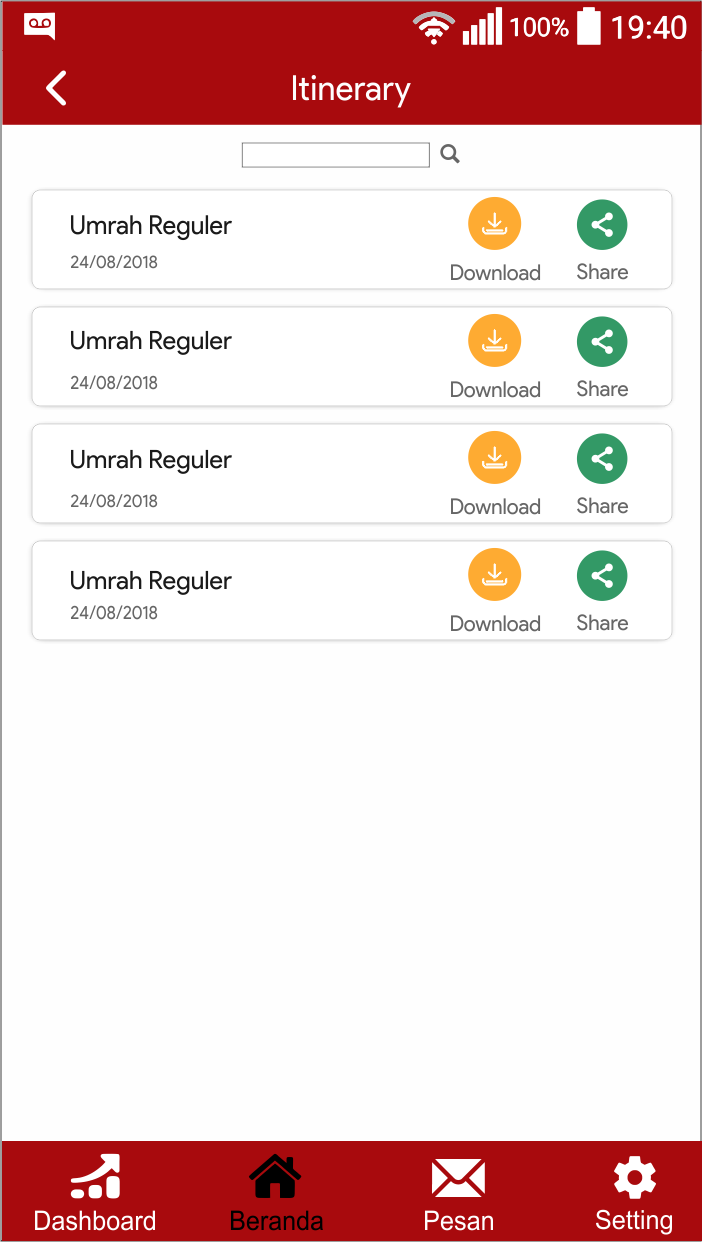 100% 19:40
Itinerary
Umrah Reguler
24/08/2018
Download Share
Umrah Reguler
24/08/2018
Download Share
Umrah Reguler
24/08/2018
Download Share
Umrah Reguler
24/08/2018
Download Share
Dashboard Beranda Pesan Setting